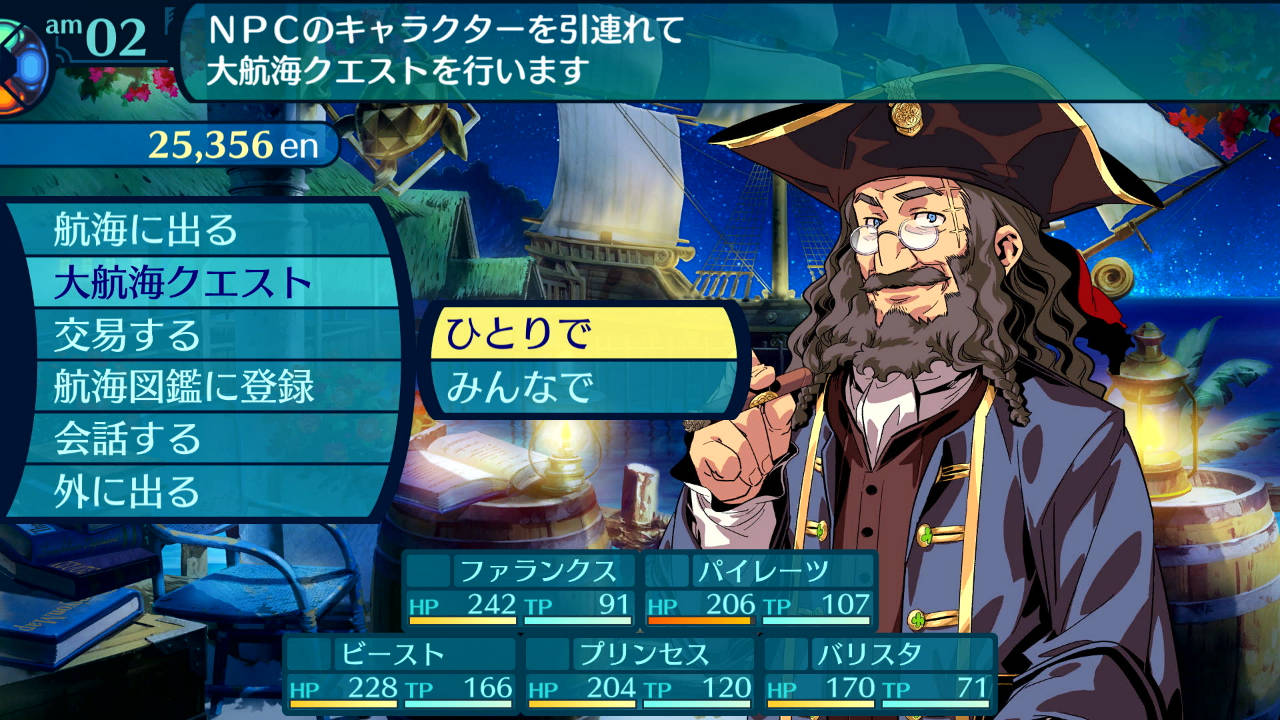 am02
NPCのキャラクターを引連れて
大航海クエストを行います
25,356en
航海に出る
大航海クエスト
交易する
航海図鑑に登録
会話する
外に出る
ひとりで
みんなで
ファランクス
HP 242 TP 91
パイレーツ
HP 206 TP 107
ビースト
HP 228 TP 166
プリンセス
HP 204 TP 120
バリスタ
HP 170 TP 71
Map